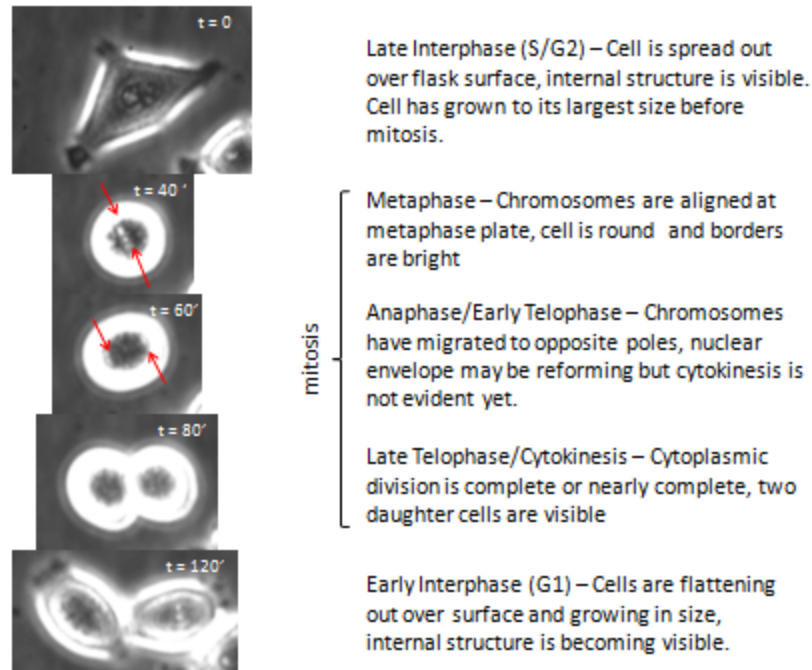 t = 0
Late Interphase (S/G2) – Cell is spread out
over flask surface, internal structure is visible.
Cell has grown to its largest size before
mitosis.
t = 40 ′
Metaphase – Chromosomes are aligned at
metaphase plate, cell is round and borders
are bright
t = 60′
mitosis
Anaphase/Early Telophase – Chromosomes
have migrated to opposite poles, nuclear
envelope may be reforming but cytokinesis is
not evident yet.
t = 80′
Late Telophase/Cytokinesis – Cytoplasmic
division is complete or nearly complete, two
daughter cells are visible
t = 120′
Early Interphase (G1) – Cells are flattening
out over surface and growing in size,
internal structure is becoming visible.